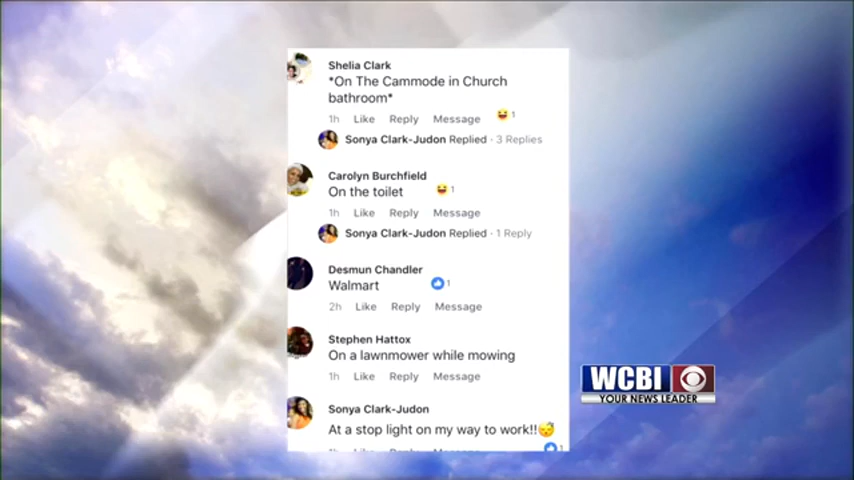 Shelia Clark
*On The Cammode in Church
bathroom*
1h Like Reply Message 1
Sonya Clark-Judon Replied · 3 Replies
Carolyn Burchfield
On the toilet 1
1h Like Reply Message
Sonya Clark-Judon Replied · 1 Reply
Desmun Chandler
Walmart 1
2h Like Reply Message
Stephen Hattox
On a lawnmower while mowing
1h Like Reply Message
Sonya Clark-Judon
At a stop light on my way to work!!😴
1
WCBI
YOUR NEWS LEADER